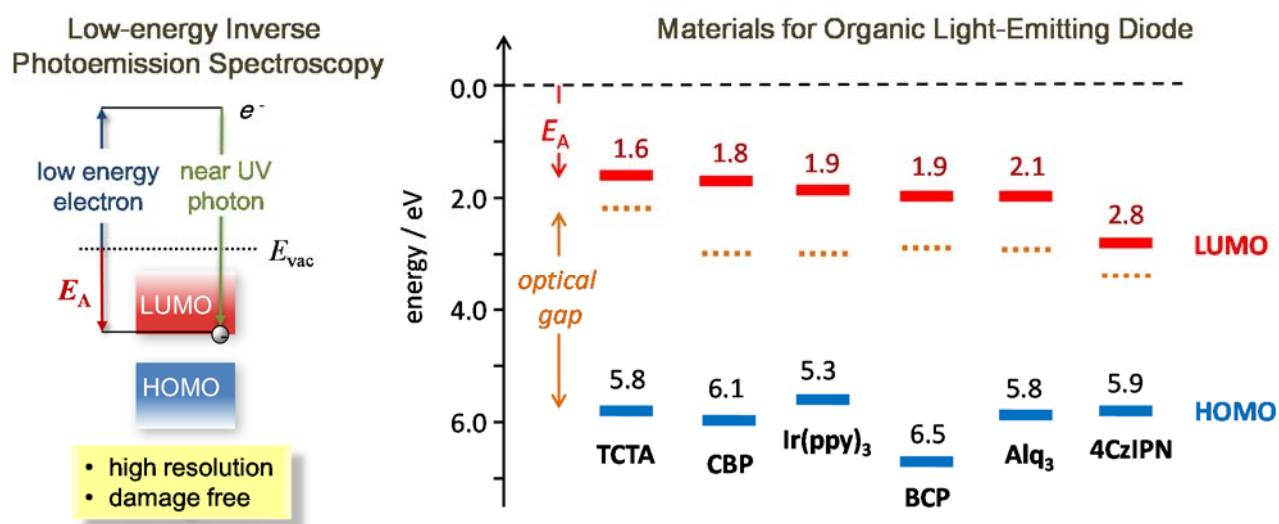 Low-energy Inverse
Photoemission Spectroscopy
e⁻
low energy
electron
near UV
photon
E_vac
E_A
LUMO
HOMO
• high resolution
• damage free
Materials for Organic Light-Emitting Diode
energy / eV
0.0
2.0
4.0
6.0
E_A
optical
gap
1.6
1.8
1.9
1.9
2.1
2.8
LUMO
5.8
6.1
5.3
6.5
5.8
5.9
HOMO
TCTA
CBP
Ir(ppy)₃
BCP
Alq₃
4CzIPN